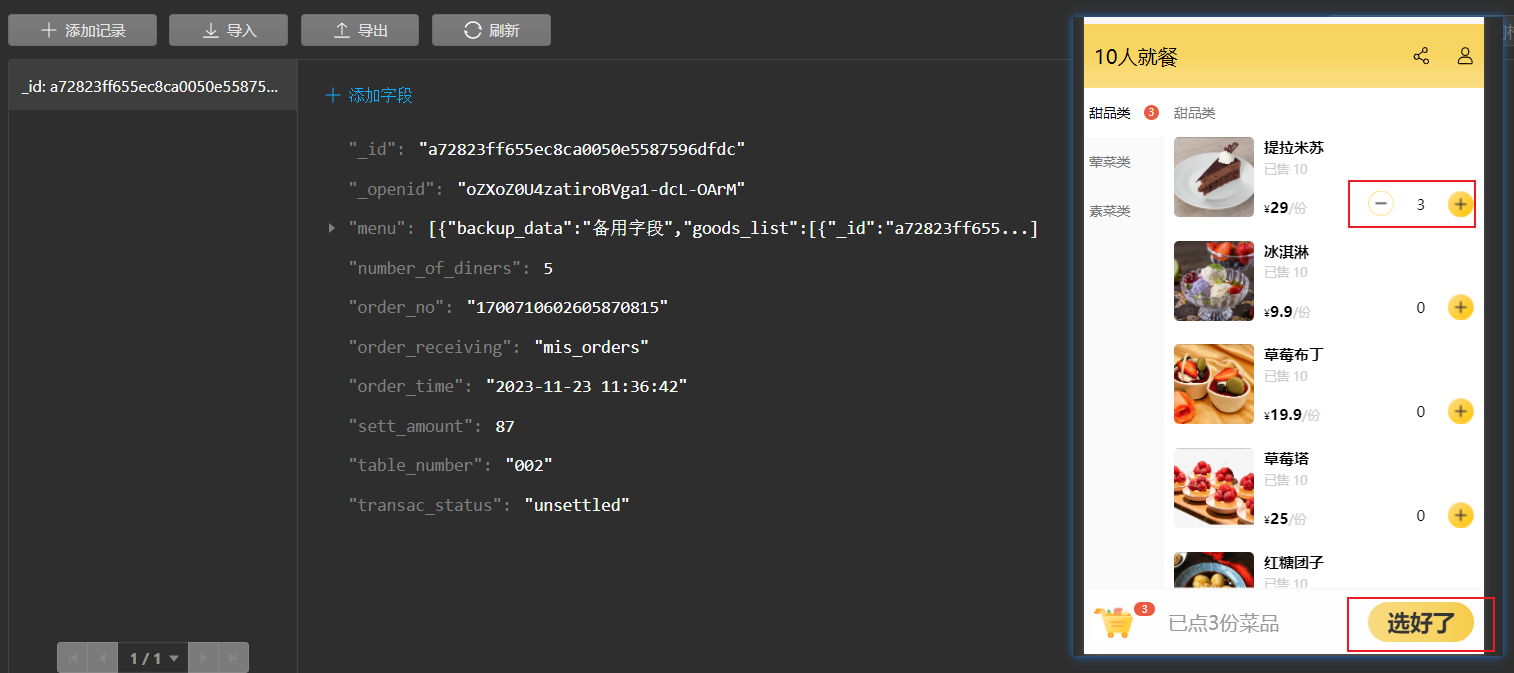 添加记录 导入 导出 刷新
_id: a72823ff655ec8ca0050e55875...
添加字段
"_id": "a72823ff655ec8ca0050e5587596dfdc"
"_openid": "oZXoZ0U4zatiroBVga1-dcL-OArM"
"menu": [{"backup_data":"备用字段","goods_list":[{"_id":"a72823ff655...]
"number_of_diners": 5
"order_no": "1700710602605870815"
"order_receiving": "mis_orders"
"order_time": "2023-11-23 11:36:42"
"sett_amount": 87
"table_number": "002"
"transac_status": "unsettled"
1 / 1
10人就餐
甜品类 3
荤菜类
素菜类
甜品类
提拉米苏
已售 10
¥29/份 3
冰淇淋
已售 10
¥9.9/份 0
草莓布丁
已售 10
¥19.9/份 0
草莓塔
已售 10
¥25/份 0
红糖团子
已售 10
3 已点3份菜品 选好了